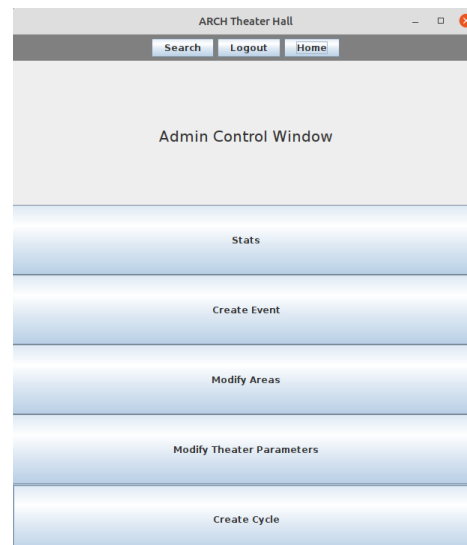 ARCH Theater Hall
Search Logout Home
Admin Control Window
Stats
Create Event
Modify Areas
Modify Theater Parameters
Create Cycle